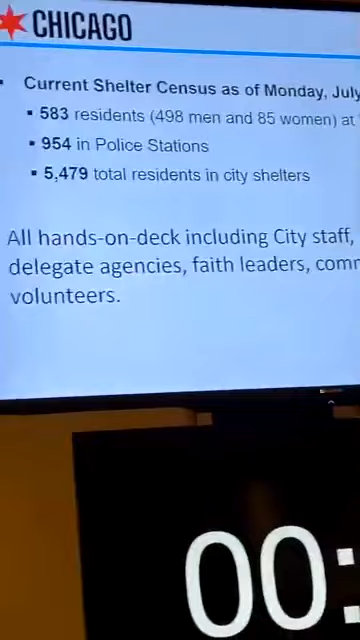 CHICAGO
Current Shelter Census as of Monday, July
583 residents (498 men and 85 women) at
954 in Police Stations
5,479 total residents in city shelters
All hands-on-deck including City staff,
delegate agencies, faith leaders,
volunteers.
00: